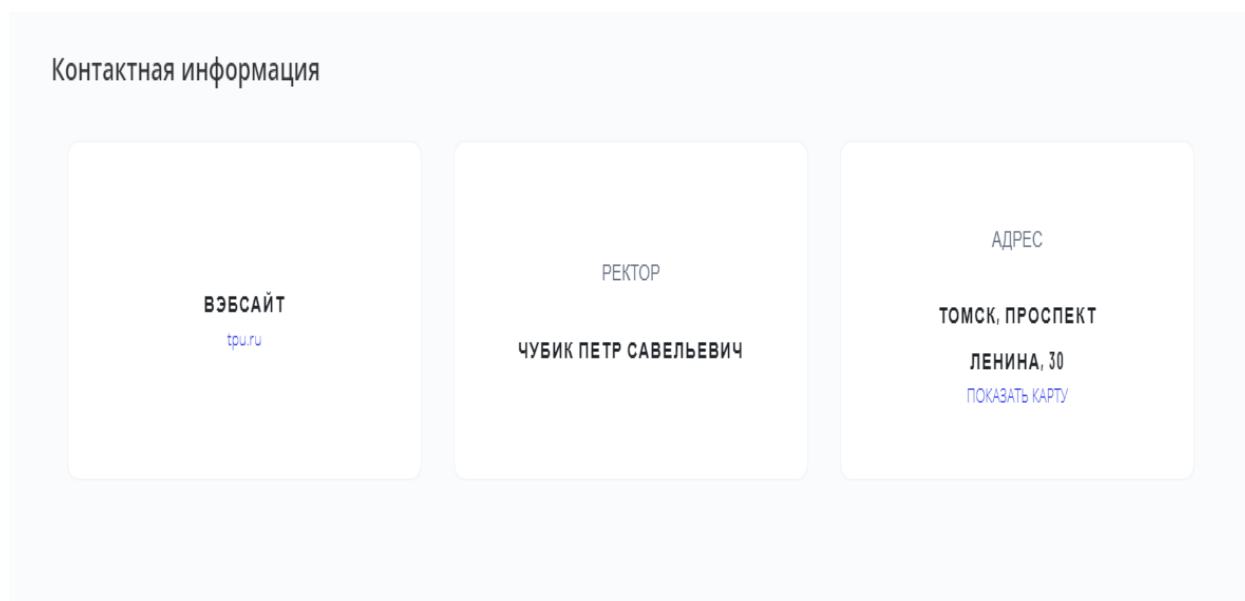 Контактная информация
ВЭБСАЙТ
tpu.ru
РЕКТОР
ЧУБИК ПЕТР САВЕЛЬЕВИЧ
АДРЕС
ТОМСК, ПРОСПЕКТ
ЛЕНИНА, 30
ПОКАЗАТЬ КАРТУ